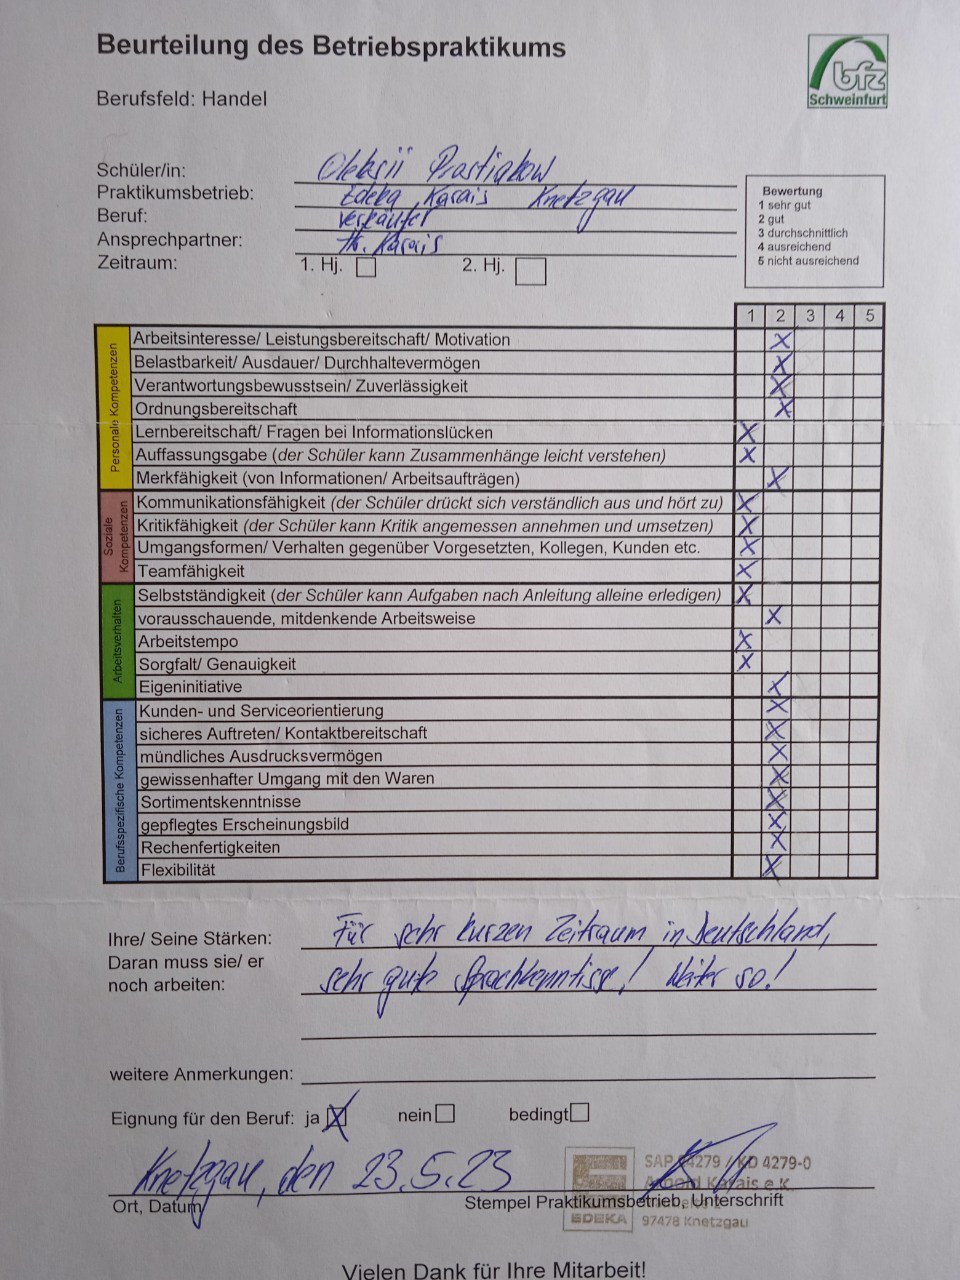 Beurteilung des Betriebspraktikums
bfz
Schweinfurt
Berufsfeld: Handel
Schüler/in: Oleksii Prostiakow
Praktikumsbetrieb: Edeka Karais Knetzgau
Beruf: Verkäufer
Ansprechpartner: Hr. Karais
Zeitraum: 1. Hj. 2. Hj.
Bewertung
1 sehr gut
2 gut
3 durchschnittlich
4 ausreichend
5 nicht ausreichend
1 2 3 4 5
Personale Kompetenzen
Arbeitsinteresse/ Leistungsbereitschaft/ Motivation X
Belastbarkeit/ Ausdauer/ Durchhaltevermögen X
Verantwortungsbewusstsein/ Zuverlässigkeit X
Ordnungsbereitschaft X
Lernbereitschaft/ Fragen bei Informationslücken X
Auffassungsgabe (der Schüler kann Zusammenhänge leicht verstehen) X
Merkfähigkeit (von Informationen/ Arbeitsaufträgen) X
Soziale Kompetenzen
Kommunikationsfähigkeit (der Schüler drückt sich verständlich aus und hört zu) X
Kritikfähigkeit (der Schüler kann Kritik angemessen annehmen und umsetzen) X
Umgangsformen/ Verhalten gegenüber Vorgesetzten, Kollegen, Kunden etc. X
Teamfähigkeit X
Arbeitsverhalten
Selbstständigkeit (der Schüler kann Aufgaben nach Anleitung alleine erledigen) X
vorausschauende, mitdenkende Arbeitsweise X
Arbeitstempo X
Sorgfalt/ Genauigkeit X
Eigeninitiative X
Berufsspezifische Kompetenzen
Kunden- und Serviceorientierung X
sicheres Auftreten/ Kontaktbereitschaft X
mündliches Ausdrucksvermögen X
gewissenhafter Umgang mit den Waren X
Sortimentskenntnisse X
gepflegtes Erscheinungsbild X
Rechenfertigkeiten X
Flexibilität X
Ihre/ Seine Stärken: Für sehr kurzen Zeitraum in Deutschland,
Daran muss sie/ er
noch arbeiten: sehr gute Sprachkenntisse! Weiter so!
weitere Anmerkungen:
Eignung für den Beruf: ja X nein bedingt
Knetzgau, den 23.5.23
SAP 04279 / KD 4279-0
Arnold Karais e.K.
Ort, Datum Stempel Praktikumsbetrieb, Unterschrift
EDEKA 97478 Knetzgau
Vielen Dank für Ihre Mitarbeit!